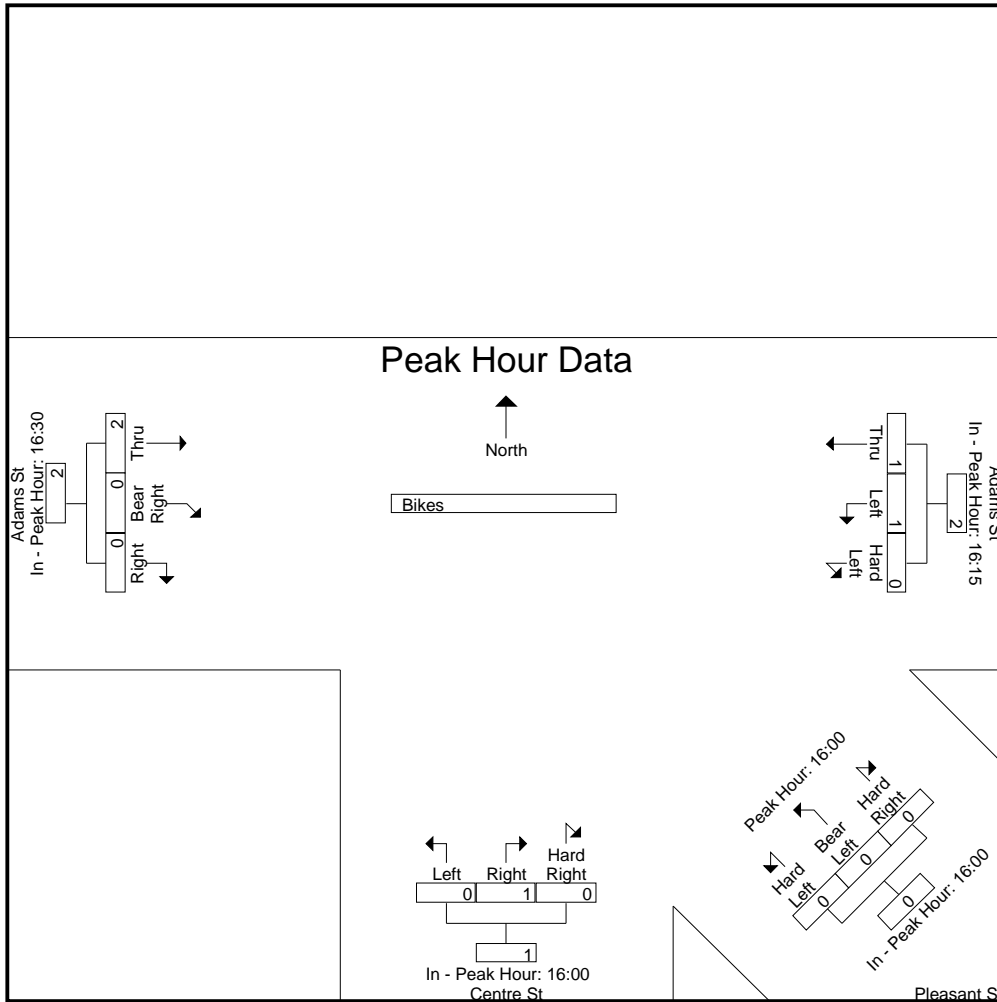 Peak Hour Data
North
Bikes
Adams St
In - Peak Hour: 16:30
2
2
0
0
Thru
Bear
Right
Right
Adams St
In - Peak Hour: 16:15
2
1
1
0
Thru
Left
Hard
Left
Peak Hour: 16:00
Hard
Right
Bear
Left
Hard
Left
0
0
0
0
In - Peak Hour: 16:00
Pleasant S
Left
Right
Hard
Right
0
1
0
1
In - Peak Hour: 16:00
Centre St